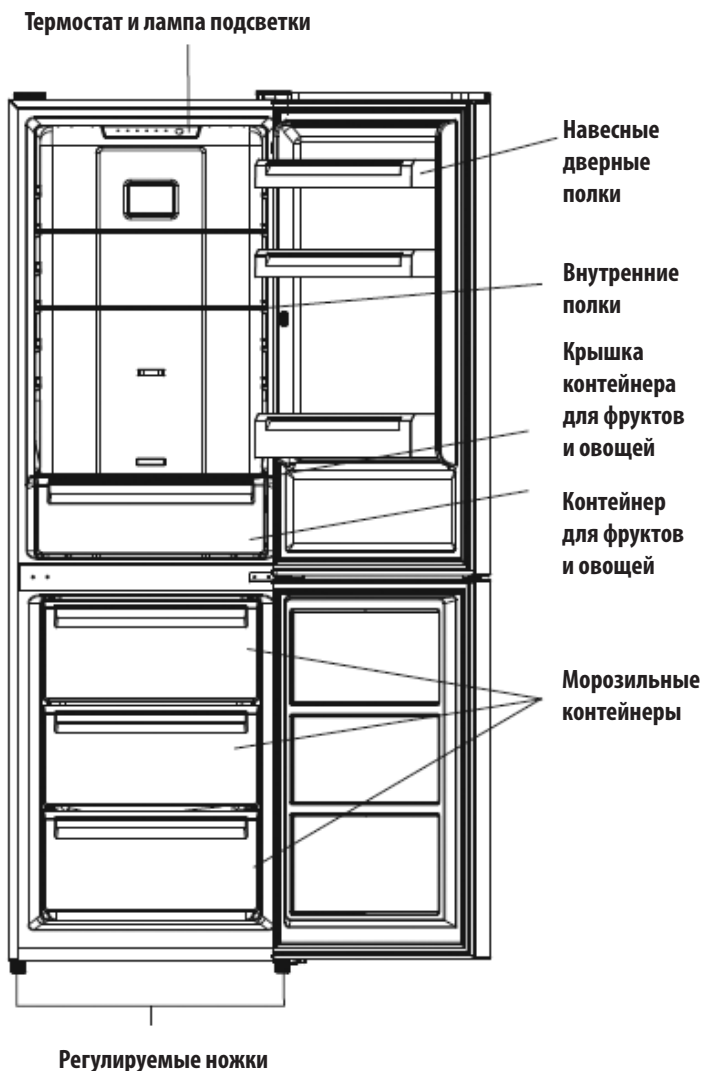 Термостат и лампа подсветки
Навесные
дверные
полки
Внутренние
полки
Крышка
контейнера
для фруктов
и овощей
Контейнер
для фруктов
и овощей
Морозильные
контейнеры
Регулируемые ножки